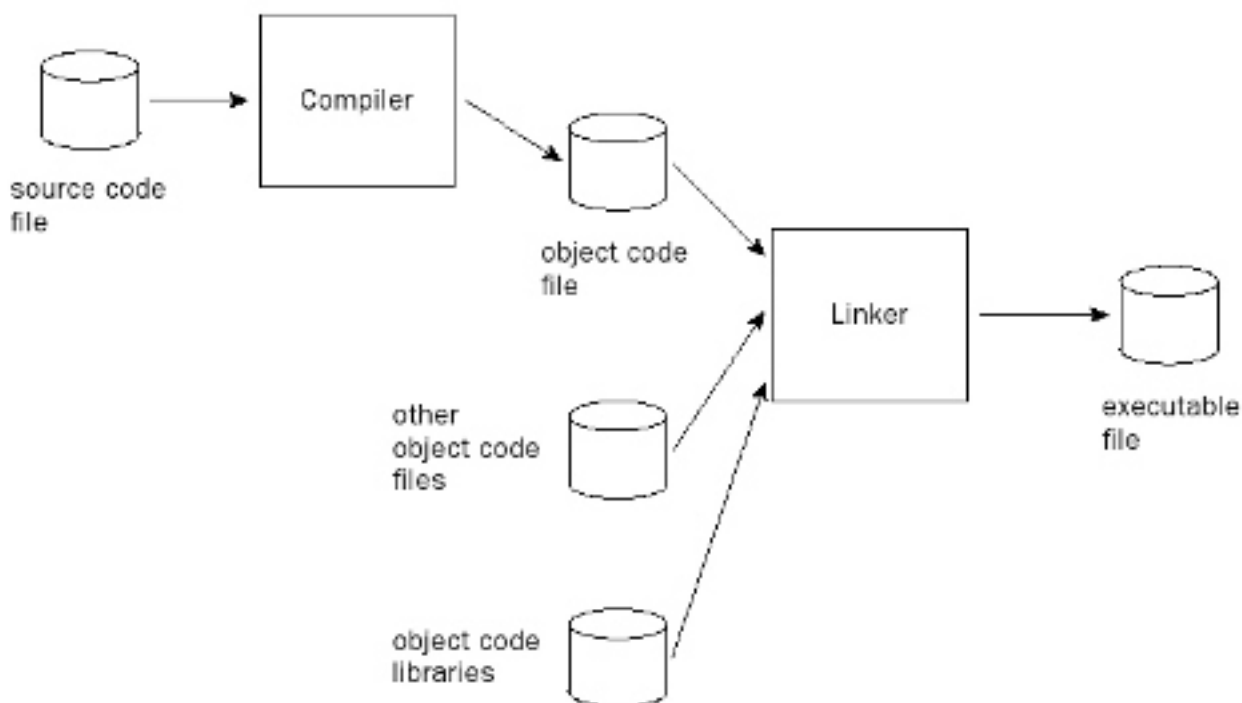 Compiler
source code
file
object code
file
Linker
executable
file
other
object code
files
object code
libraries